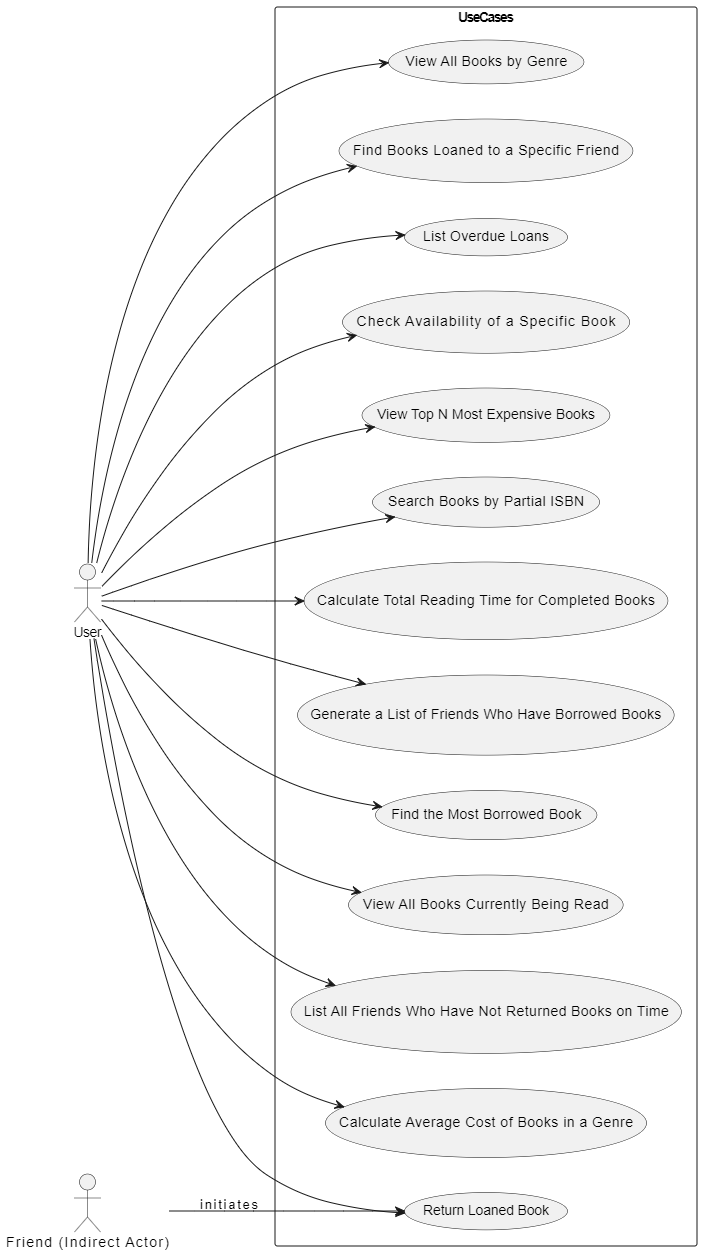 UseCases
View All Books by Genre
Find Books Loaned to a Specific Friend
List Overdue Loans
Check Availability of a Specific Book
View Top N Most Expensive Books
Search Books by Partial ISBN
Calculate Total Reading Time for Completed Books
User
Generate a List of Friends Who Have Borrowed Books
Find the Most Borrowed Book
View All Books Currently Being Read
List All Friends Who Have Not Returned Books on Time
Calculate Average Cost of Books in a Genre
initiates
Return Loaned Book
Friend (Indirect Actor)